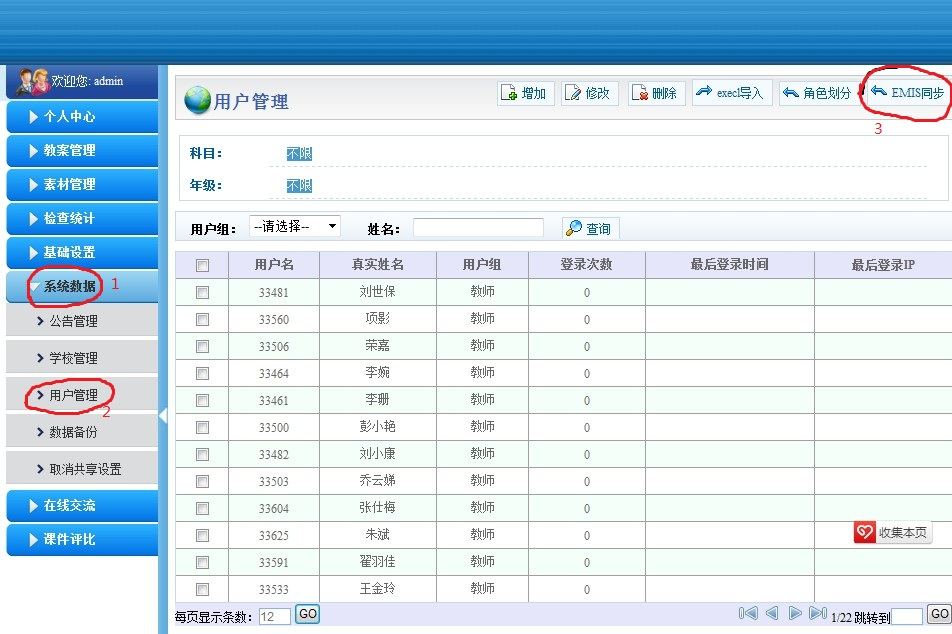 欢迎您: admin
个人中心
教案管理
素材管理
检查统计
基础设置
系统数据 1
公告管理
学校管理
用户管理
2
数据备份
取消共享设置
在线交流
课件评比
用户管理 增加 修改 删除 execl导入 角色划分 EMIS同步
3
科目: 不限
年级: 不限
用户组: --请选择-- 姓名: 查询
用户名 真实姓名 用户组 登录次数 最后登录时间 最后登录IP
33481 刘世保 教师 0
33560 项影 教师 0
33506 荣嘉 教师 0
33464 李婉 教师 0
33461 李珊 教师 0
33500 彭小艳 教师 0
33482 刘小康 教师 0
33503 乔云娣 教师 0
33604 张仕梅 教师 0
33625 朱斌 教师 0
33591 翟羽佳 教师 0
33533 王金玲 教师 0
收集本页
每页显示条数: 12 GO 1/22 跳转到 GO